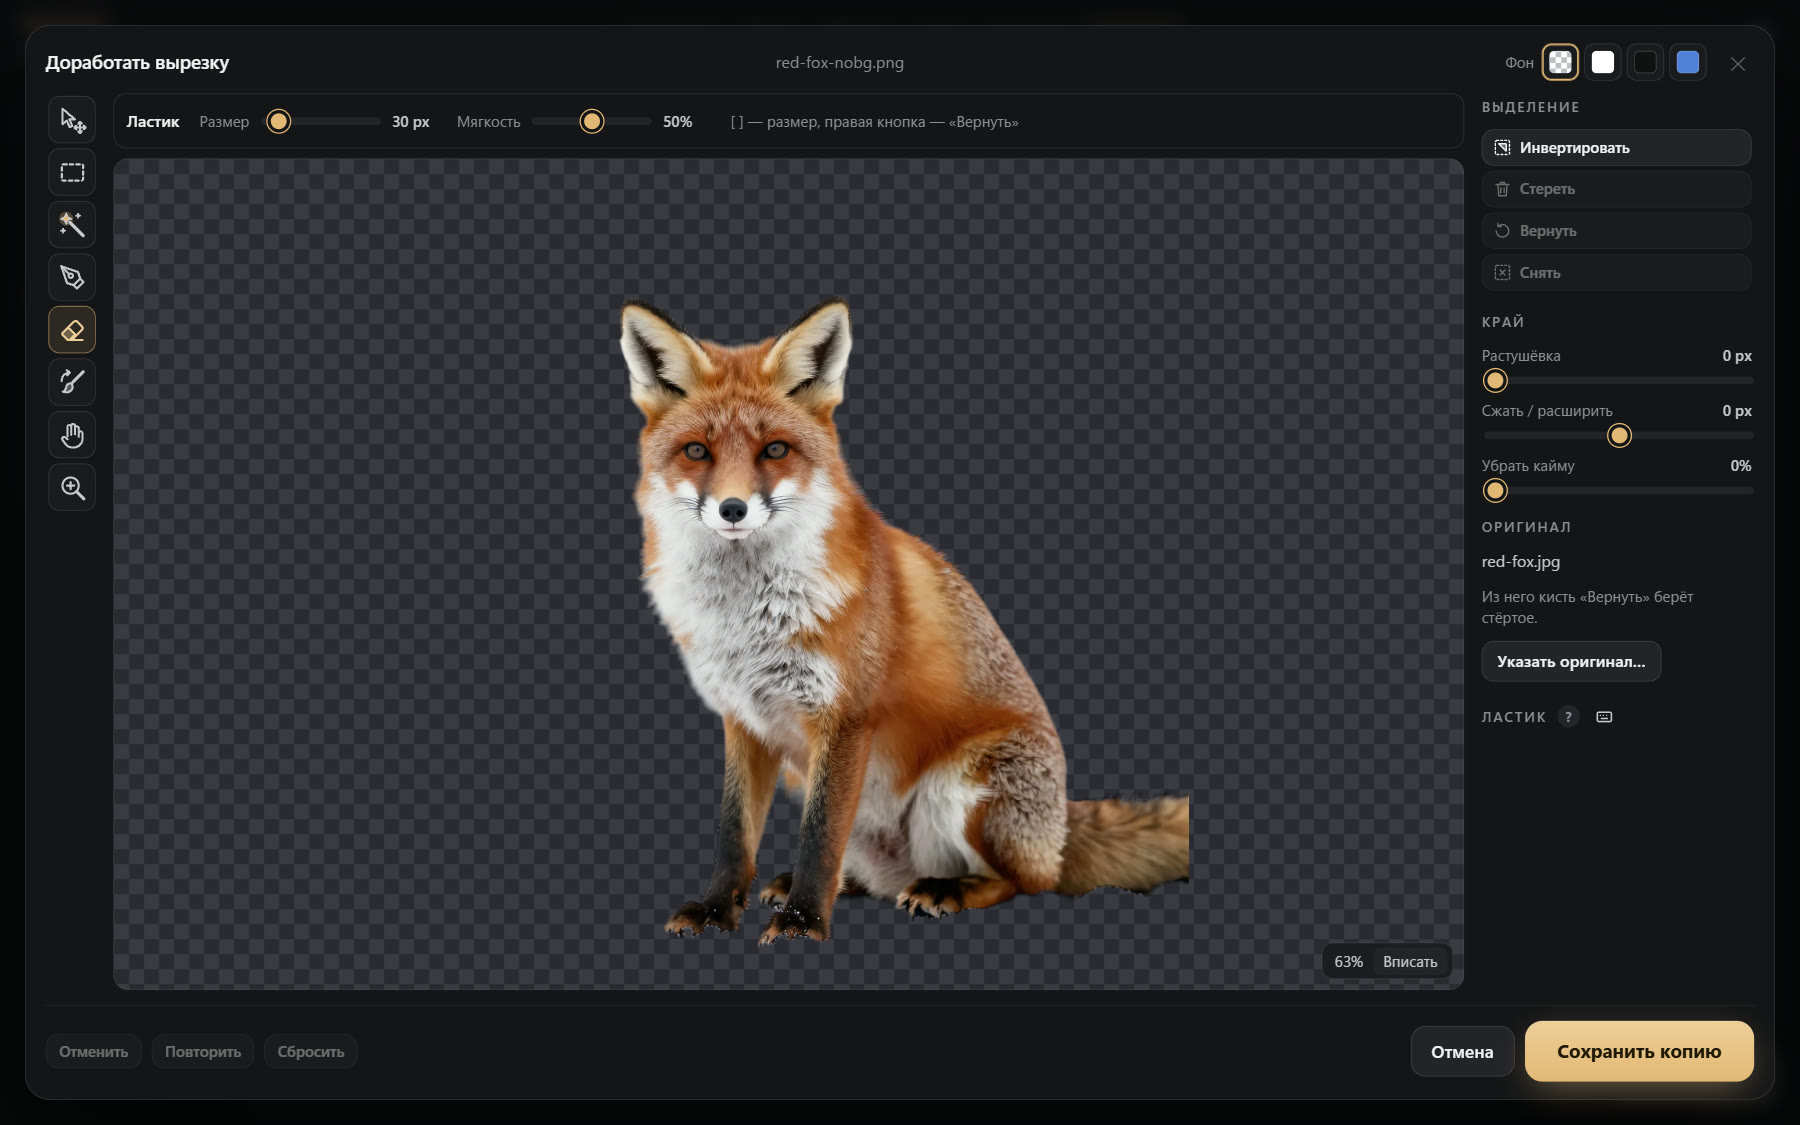 Доработать вырезку
red-fox-nobg.png
Фон
Ластик Размер 30 px Мягкость 50% [ ] — размер, правая кнопка — «Вернуть»
ВЫДЕЛЕНИЕ
Инвертировать
Стереть
Вернуть
Снять
КРАЙ
Растушёвка 0 px
Сжать / расширить 0 px
Убрать кайму 0%
ОРИГИНАЛ
red-fox.jpg
Из него кисть «Вернуть» берёт
стёртое.
Указать оригинал...
ЛАСТИК ?
63% Вписать
Отменить Повторить Сбросить
Отмена Сохранить копию